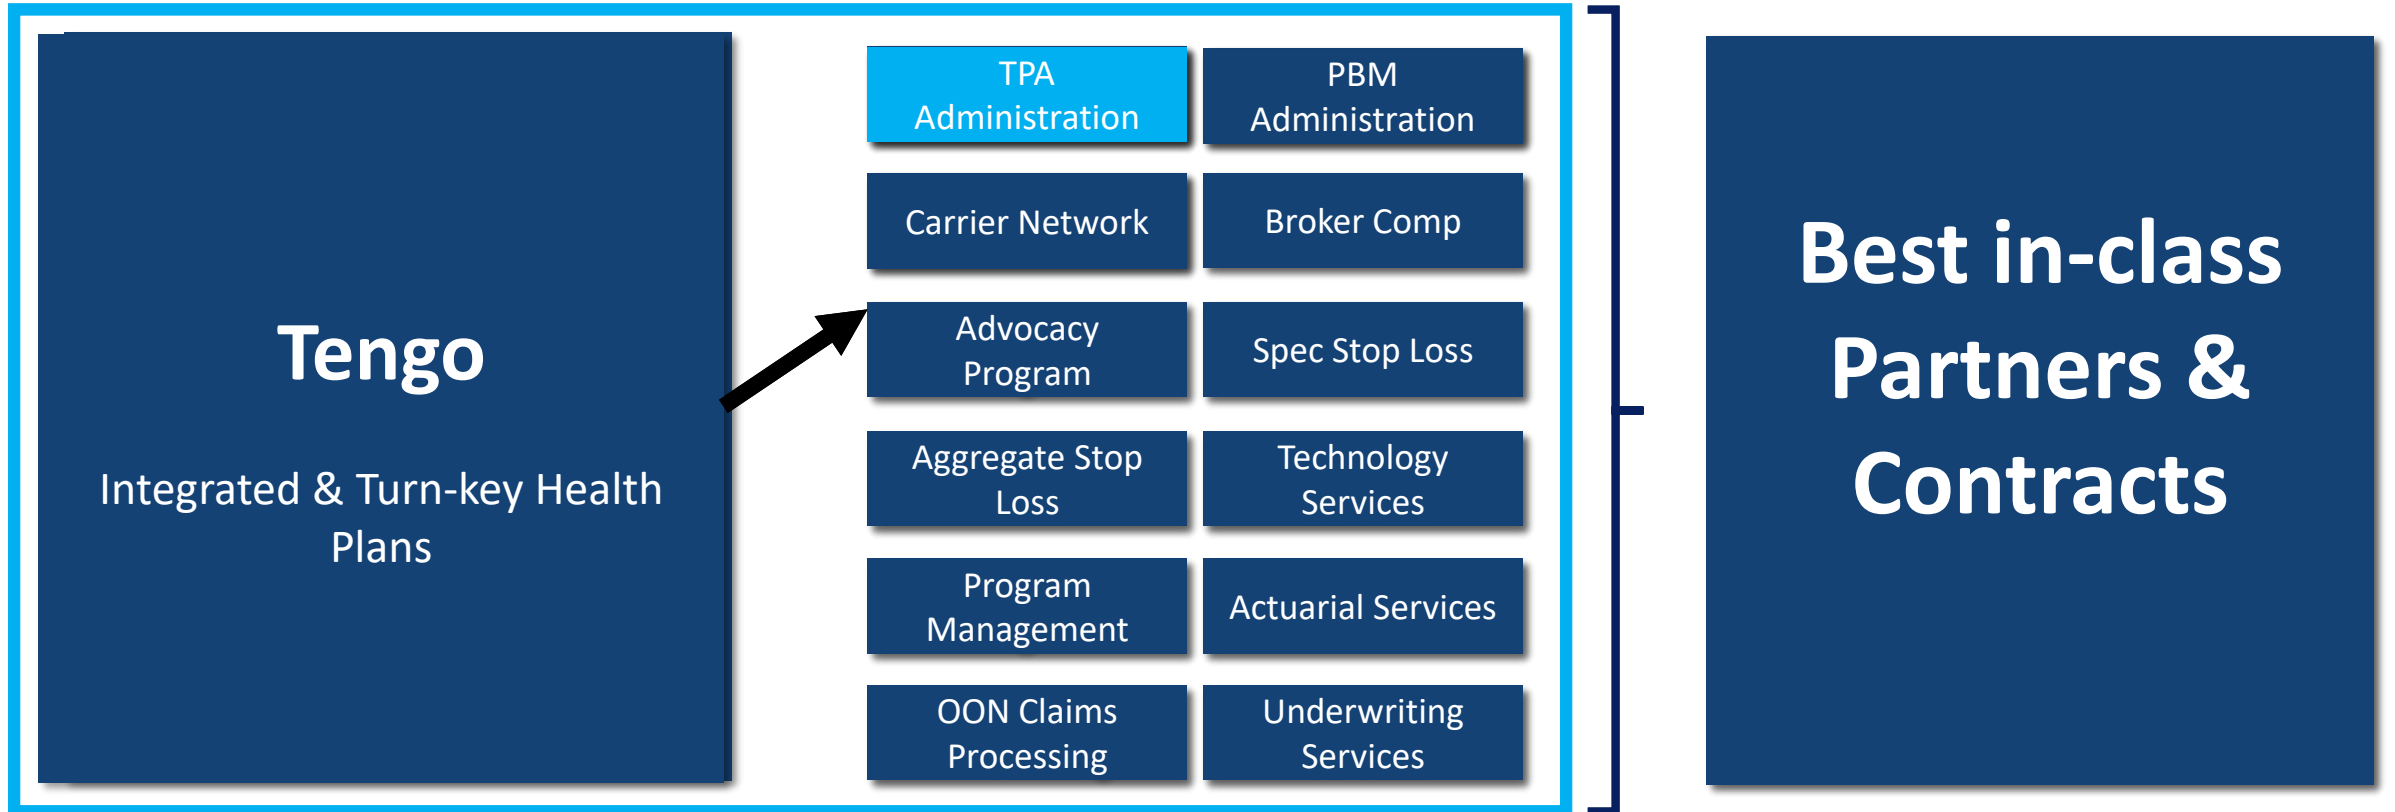 Tengo
Integrated & Turn-key Health
Plans
TPA
Administration
PBM
Administration
Carrier Network
Broker Comp
Advocacy
Program
Spec Stop Loss
Aggregate Stop
Loss
Technology
Services
Program
Management
Actuarial Services
OON Claims
Processing
Underwriting
Services
Best in-class
Partners &
Contracts